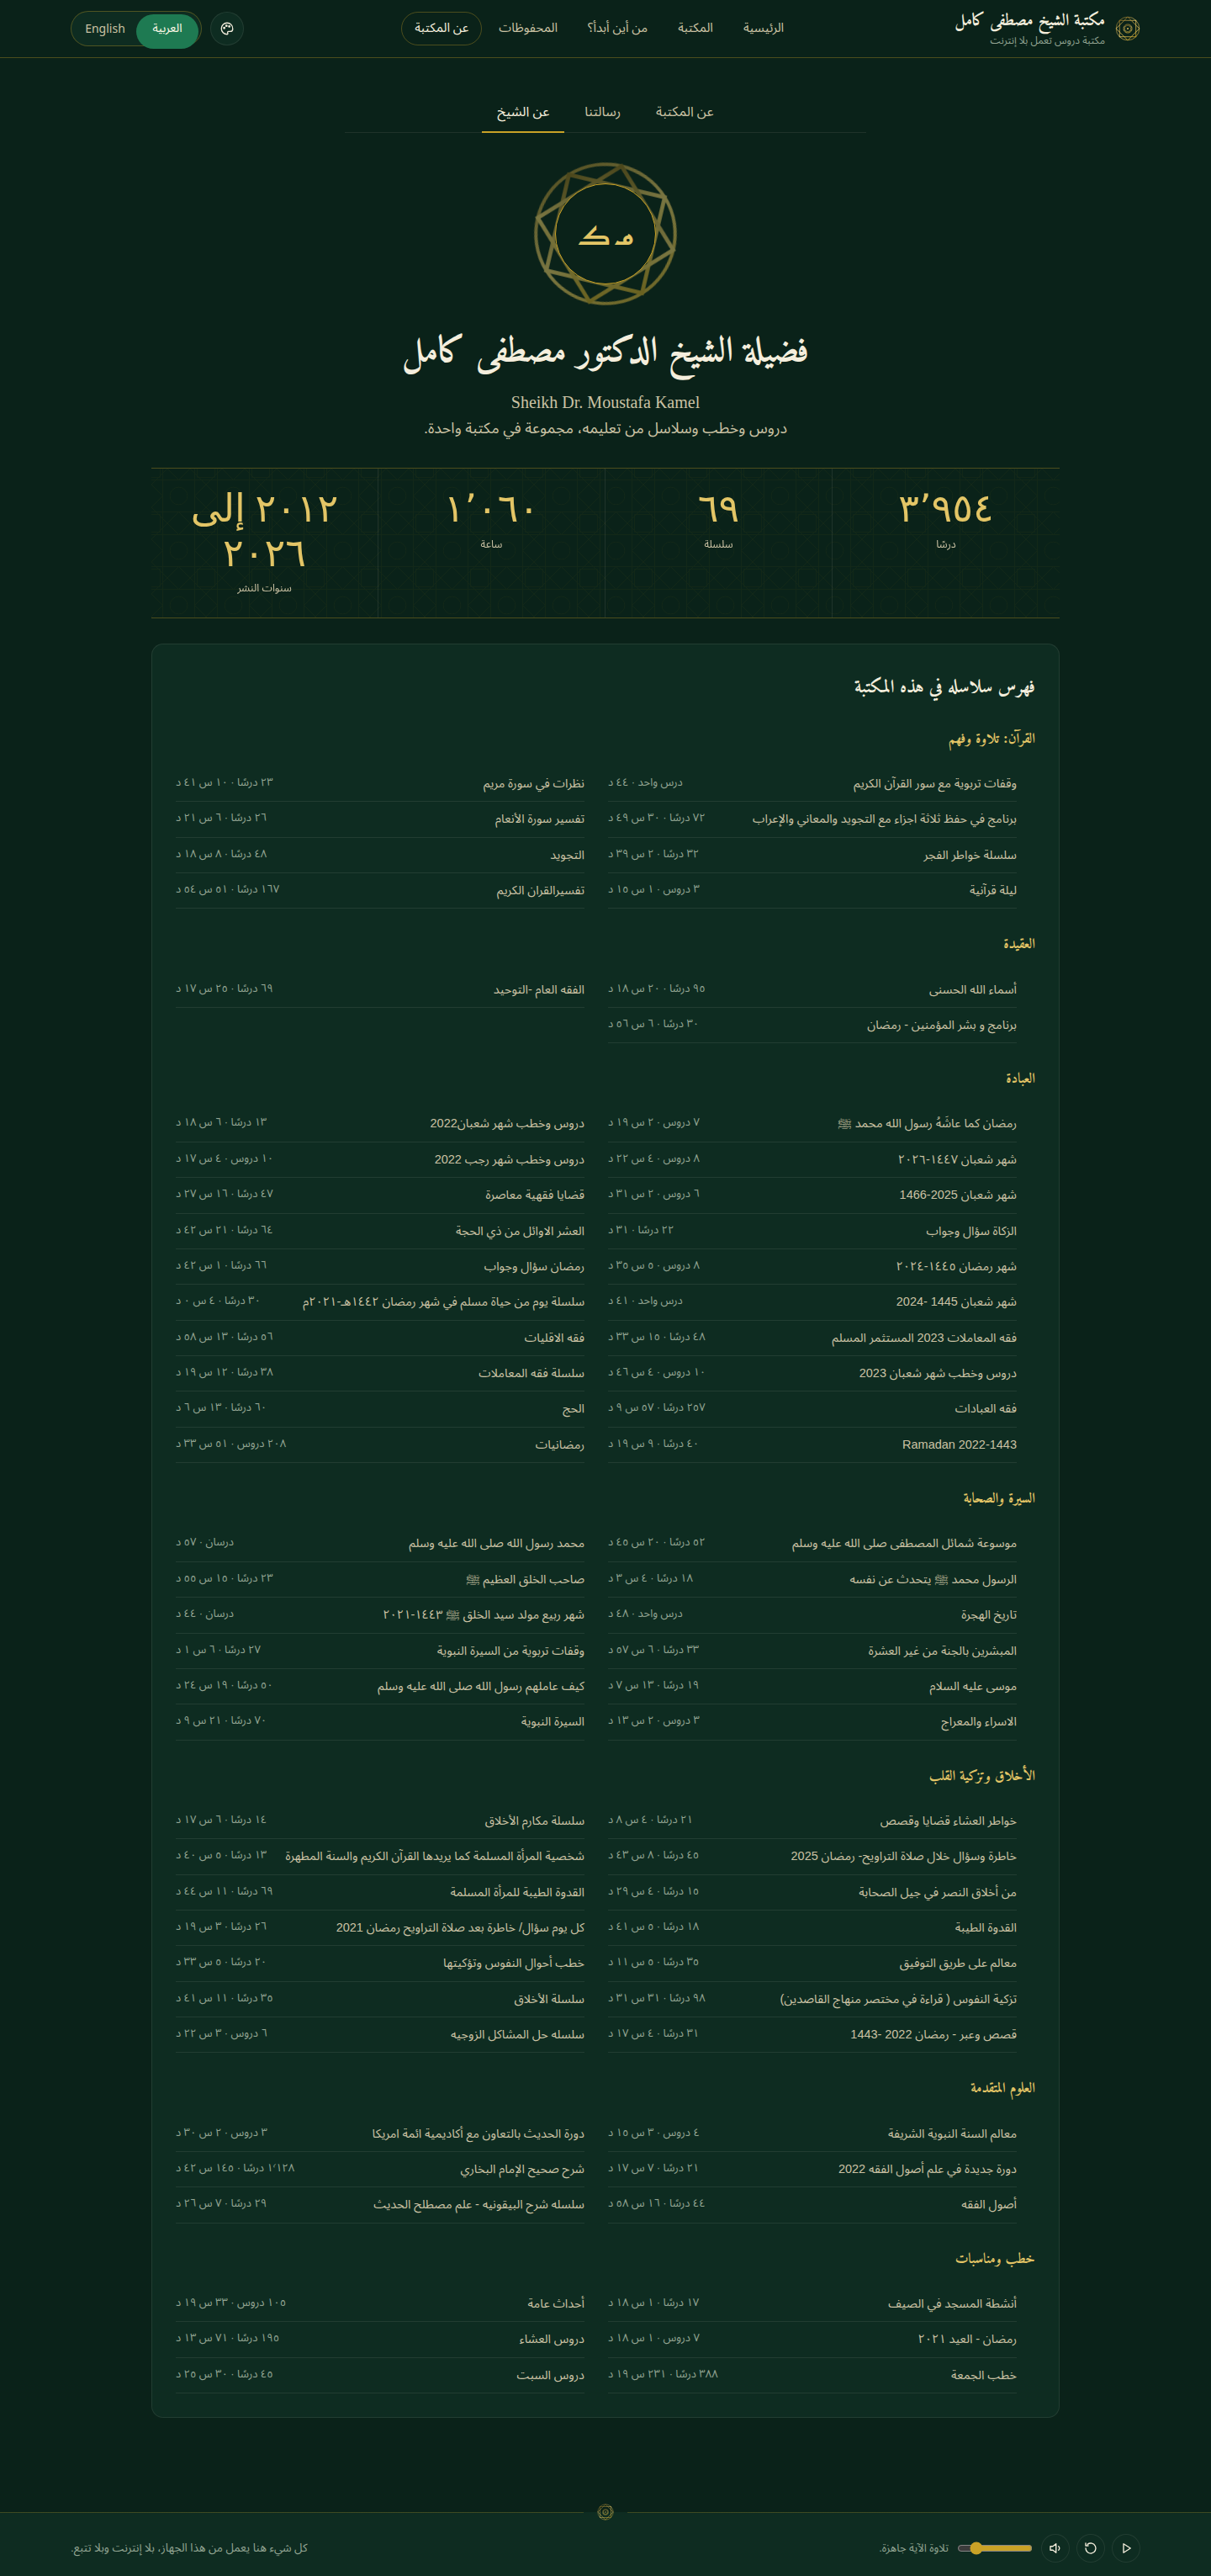 مكتبة الشيخ مصطفى كامل
مكتبة دروس تعمل بلا إنترنت
الرئيسية
المكتبة
من أين أبدأ؟
المحفوظات
عن المكتبة
العربية
English
عن المكتبة
رسالتنا
عن الشيخ
م ك
فضيلة الشيخ الدكتور مصطفى كامل
Sheikh Dr. Moustafa Kamel
دروس وخطب وسلاسل من تعليمه، مجموعة في مكتبة واحدة.
٣٬٩٥٤
درسًا
٦٩
سلسلة
١٬٠٦٠
ساعة
٢٠١٢ إلى
٢٠٢٦
سنوات النشر
فهرس سلاسله في هذه المكتبة
القرآن: تلاوة وفهم
وقفات تربوية مع سور القرآن الكريم درس واحد · ٤٤ د
نظرات في سورة مريم ٢٣ درسًا · ١٠ س ٤١ د
برنامج في حفظ ثلاثة اجزاء مع التجويد والمعاني والإعراب ٧٢ درسًا · ٣٠ س ٤٩ د
تفسير سورة الأنعام ٢٦ درسًا · ٦ س ٢١ د
سلسلة خواطر الفجر ٣٢ درسًا · ٢ س ٣٩ د
التجويد ٤٨ درسًا · ٨ س ١٨ د
ليلة قرآنية ٣ دروس · ١ س ١٥ د
تفسيرالقران الكريم ١٦٧ درسًا · ٥١ س ٥٤ د
العقيدة
أسماء الله الحسنى ٩٥ درسًا · ٢٠ س ١٨ د
الفقه العام -التوحيد ٦٩ درسًا · ٢٥ س ١٧ د
برنامج و بشر المؤمنين - رمضان ٣٠ درسًا · ٦ س ٥٦ د
العبادة
رمضان كما عاشَهُ رسول الله محمد ﷺ ٧ دروس · ٢ س ١٩ د
دروس وخطب شهر شعبان2022 ١٣ درسًا · ٦ س ١٨ د
شهر شعبان ١٤٤٧-٢٠٢٦ ٨ دروس · ٤ س ٢٢ د
دروس وخطب شهر رجب 2022 ١٠ دروس · ٤ س ١٧ د
شهر شعبان 2025-1466 ٦ دروس · ٢ س ٣١ د
قضايا فقهية معاصرة ٤٧ درسًا · ١٦ س ٢٧ د
الزكاة سؤال وجواب ٢٢ درسًا · ٣١ د
العشر الاوائل من ذي الحجة ٦٤ درسًا · ٢١ س ٤٢ د
شهر رمضان ١٤٤٥-٢٠٢٤ ٨ دروس · ٥ س ٣٥ د
رمضان سؤال وجواب ٦٦ درسًا · ١ س ٤٢ د
شهر شعبان 1445 -2024 درس واحد · ٤١ د
سلسلة يوم من حياة مسلم في شهر رمضان ١٤٤٢هـ-٢٠٢١م ٣٠ درسًا · ٤ س ٠ د
فقه المعاملات 2023 المستثمر المسلم ٤٨ درسًا · ١٥ س ٣٣ د
فقه الاقليات ٥٦ درسًا · ١٣ س ٥٨ د
دروس وخطب شهر شعبان 2023 ١٠ دروس · ٤ س ٤٦ د
سلسلة فقه المعاملات ٣٨ درسًا · ١٢ س ١٩ د
فقه العبادات ٢٥٧ درسًا · ٥٧ س ٩ د
الحج ٦٠ درسًا · ١٣ س ٦ د
Ramadan 2022-1443 ٤٠ درسًا · ٩ س ١٩ د
رمضانيات ٢٠٨ دروس · ٥١ س ٣٣ د
السيرة والصحابة
موسوعة شمائل المصطفى صلى الله عليه وسلم ٥٢ درسًا · ٢٠ س ٤٥ د
محمد رسول الله صلى الله عليه وسلم درسان · ٥٧ د
الرسول محمد ﷺ يتحدث عن نفسه ١٨ درسًا · ٤ س ٣ د
صاحب الخلق العظيم ﷺ ٢٣ درسًا · ١٥ س ٥٥ د
تاريخ الهجرة درس واحد · ٤٨ د
شهر ربيع مولد سيد الخلق ﷺ ١٤٤٣-٢٠٢١ درسان · ٤٤ د
المبشرين بالجنة من غير العشرة ٣٣ درسًا · ٦ س ٥٧ د
وقفات تربوية من السيرة النبوية ٢٧ درسًا · ٦ س ١ د
موسى عليه السلام ١٩ درسًا · ١٣ س ٧ د
كيف عاملهم رسول الله صلى الله عليه وسلم ٥٠ درسًا · ١٩ س ٢٤ د
الاسراء والمعراج ٣ دروس · ٢ س ١٣ د
السيرة النبوية ٧٠ درسًا · ٢١ س ٩ د
الأخلاق وتزكية القلب
خواطر العشاء قضايا وقصص ٢١ درسًا · ٤ س ٨ د
سلسلة مكارم الأخلاق ١٤ درسًا · ٦ س ١٧ د
خاطرة وسؤال خلال صلاة التراويح- رمضان 2025 ٤٥ درسًا · ٨ س ٤٣ د
شخصية المرأة المسلمة كما يريدها القرآن الكريم والسنة المطهرة ١٣ درسًا · ٥ س ٤٠ د
من أخلاق النصر في جيل الصحابة ١٥ درسًا · ٤ س ٢٩ د
القدوة الطيبة للمرأة المسلمة ٦٩ درسًا · ١١ س ٤٤ د
القدوة الطيبة ١٨ درسًا · ٥ س ٤١ د
كل يوم سؤال/ خاطرة بعد صلاة التراويح رمضان 2021 ٢٦ درسًا · ٣ س ١٩ د
معالم على طريق التوفيق ٣٥ درسًا · ٥ س ١١ د
خطب أحوال النفوس وتؤكيتها ٢٠ درسًا · ٥ س ٣٣ د
تزكية النفوس ( قراءة في مختصر منهاج القاصدين) ٩٨ درسًا · ٣١ س ٣١ د
سلسلة الأخلاق ٣٥ درسًا · ١١ س ٤١ د
قصص وعبر - رمضان 2022 -1443 ٣١ درسًا · ٤ س ١٧ د
سلسله حل المشاكل الزوجيه ٦ دروس · ٣ س ٢٢ د
العلوم المتقدمة
معالم السنة النبوية الشريفة ٤ دروس · ٣ س ١٥ د
دورة الحديث بالتعاون مع أكاديمية ائمة امريكا ٣ دروس · ٢ س ٣٠ د
دورة جديدة في علم أصول الفقه 2022 ٢١ درسًا · ٧ س ١٧ د
شرح صحيح الإمام البخاري ١٬١٢٨ درسًا · ١٤٥ س ٤٢ د
أصول الفقه ٤٤ درسًا · ١٦ س ٥٨ د
سلسله شرح البيقونيه - علم مصطلح الحديث ٢٩ درسًا · ٧ س ٢٦ د
خطب ومناسبات
أنشطة المسجد في الصيف ١٧ درسًا · ١ س ١٨ د
أحداث عامة ١٠٥ دروس · ٣٣ س ١٩ د
رمضان - العيد ٢٠٢١ ٧ دروس · ١ س ١٨ د
دروس العشاء ١٩٥ درسًا · ٧١ س ١٣ د
خطب الجمعة ٣٨٨ درسًا · ٢٣١ س ١٩ د
دروس السبت ٤٥ درسًا · ٣٠ س ٢٥ د
تلاوة الآية جاهزة.
كل شيء هنا يعمل من هذا الجهاز، بلا إنترنت وبلا تتبع.